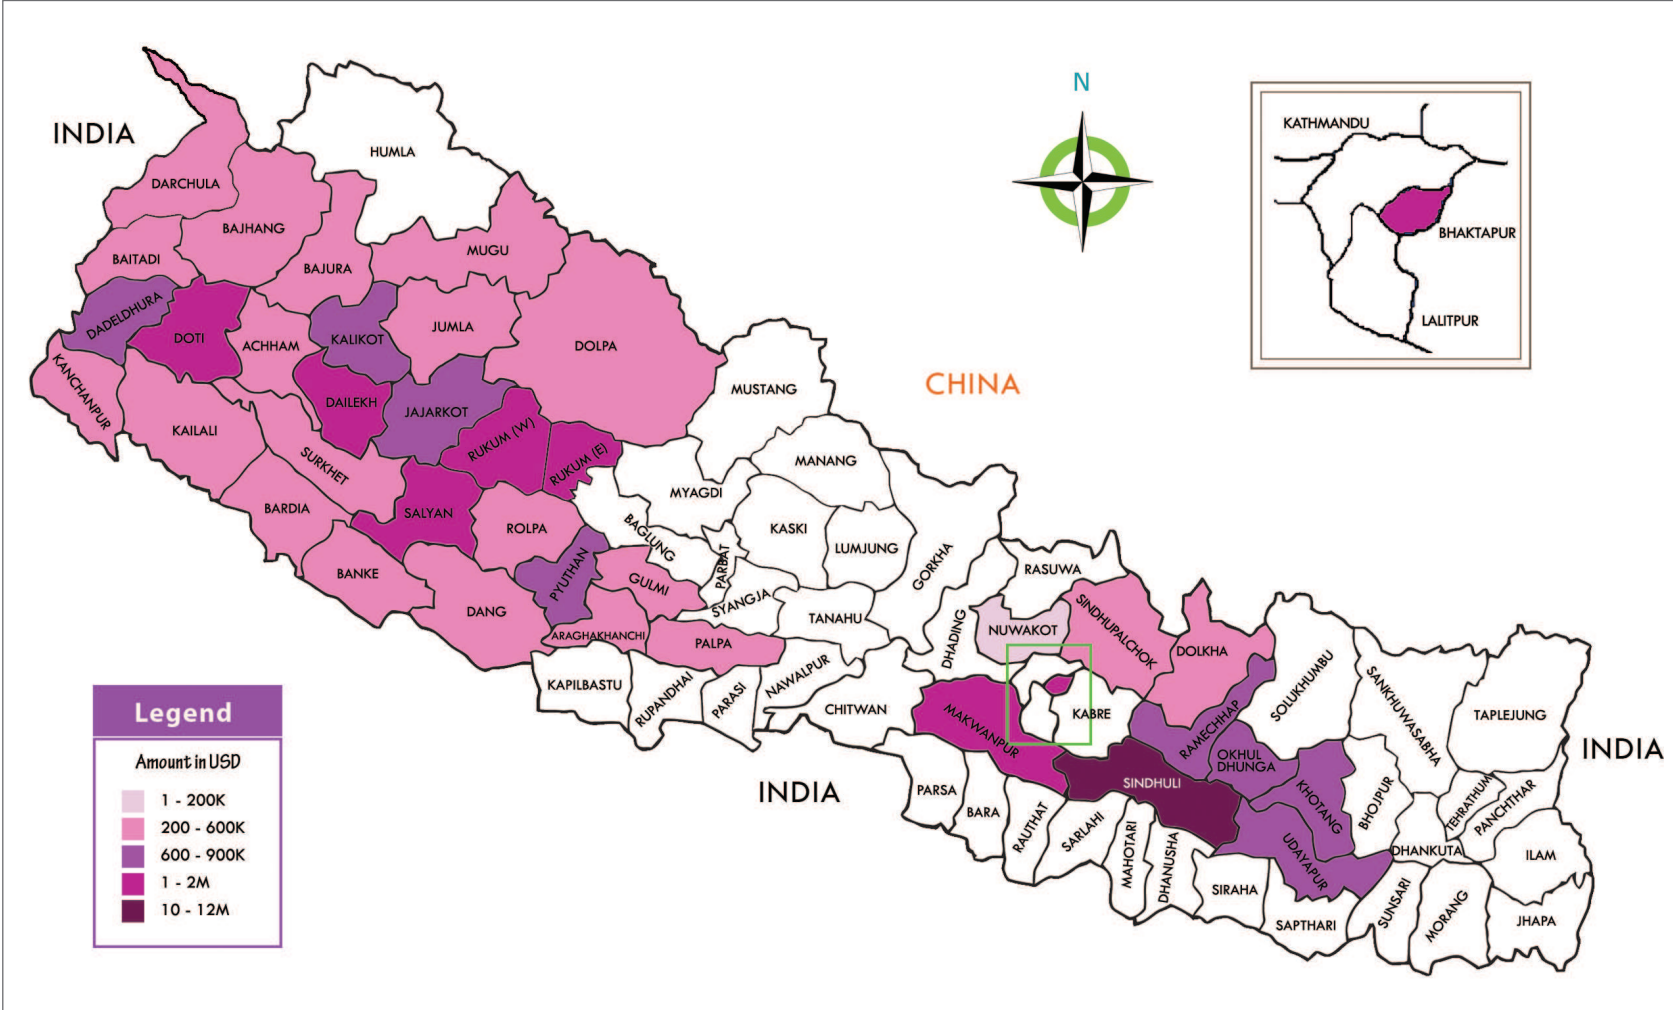 N
INDIA
CHINA
INDIA
INDIA
KATHMANDU
BHAKTAPUR
LALITPUR
HUMLA
DARCHULA
BAJHANG
BAITADI
BAJURA
MUGU
DADELDHURA
DOTI
ACHHAM
KALIKOT
JUMLA
DOLPA
KANCHANPUR
KAILALI
DAILEKH
JAJARKOT
RUKUM (W)
RUKUM (E)
SURKHET
BARDIA
SALYAN
ROLPA
BANKE
DANG
PYUTHAN
GULMI
ARAGHAKHANCHI
PALPA
MUSTANG
MANANG
MYAGDI
BAGLUNG
PARBAT
KASKI
LUMJUNG
GORKHA
SYANGJA
TANAHU
KAPILBASTU
RUPANDHAI
PARASI
NAWALPUR
CHITWAN
DHADING
RASUWA
NUWAKOT
SINDHUPALCHOK
DOLKHA
KABRE
MAKWANPUR
RAMECHHAP
OKHUL
DHUNGA
SINDHULI
KHOTANG
UDAYAPUR
SOLUKHUMBU
SANKHUWASABHA
TAPLEJUNG
BHOJPUR
TEHRATHUM
PANCHTHAR
DHANKUTA
ILAM
JHAPA
MORANG
SUNSARI
SAPTHARI
SIRAHA
DHANUSHA
MAHOTARI
SARLAHI
RAUTHAT
BARA
PARSA
Legend
Amount in USD
1 - 200K
200 - 600K
600 - 900K
1 - 2M
10 - 12M